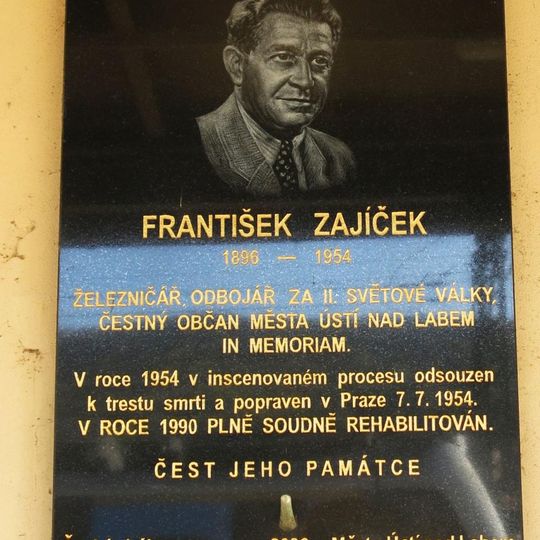 FRANTIŠEK ZAJÍČEK
1896 — 1954
ŽELEZNIČÁŘ, ODBOJÁŘ ZA II. SVĚTOVÉ VÁLKY,
ČESTNÝ OBČAN MĚSTA ÚSTÍ NAD LABEM
IN MEMORIAM.
V roce 1954 v inscenovaném procesu odsouzen
k trestu smrti a popraven v Praze 7. 7. 1954.
V ROCE 1990 PLNĚ SOUDNĚ REHABILITOVÁN.
ČEST JEHO PAMÁTCE